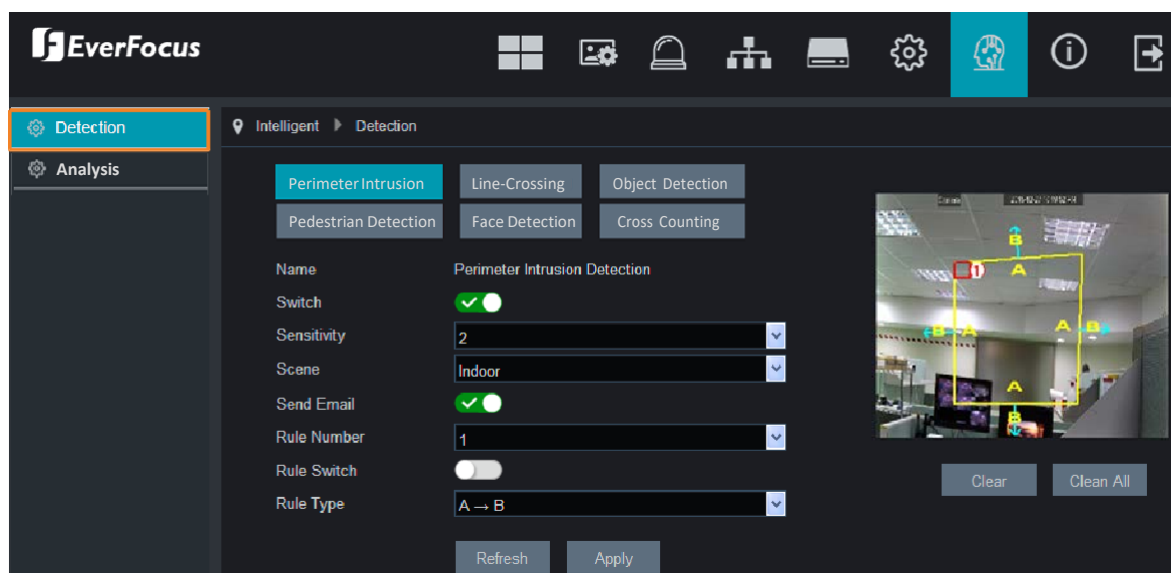 EverFocus
Detection
Analysis
Intelligent Detection
Perimeter Intrusion Line-Crossing Object Detection
Pedestrian Detection Face Detection Cross Counting
Name Perimeter Intrusion Detection
Switch
Sensitivity 2
Scene Indoor
Send Email
Rule Number 1
Rule Switch
Rule Type A → B
Refresh Apply
B
1 A
B A A B
A
B
Clear Clean All